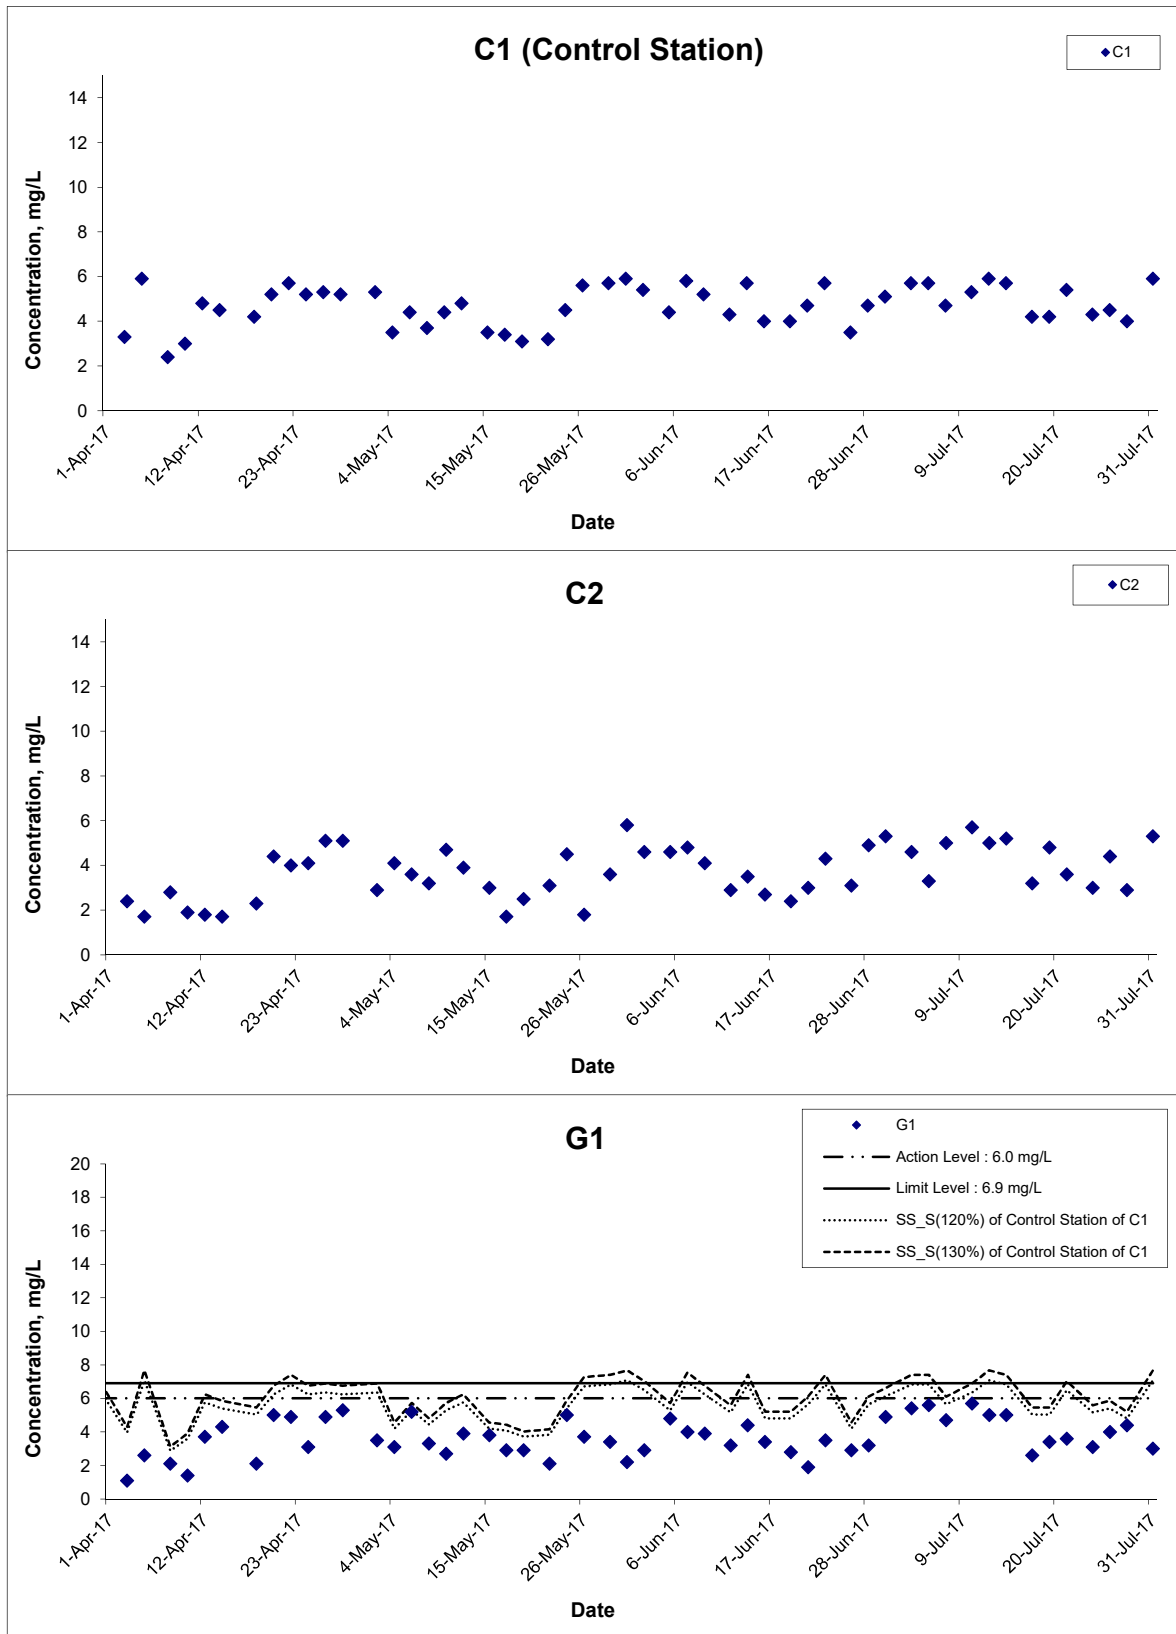 C1 (Control Station)
C1
Concentration, mg/L
14
12
10
8
6
4
2
0
1-Apr-17
12-Apr-17
23-Apr-17
4-May-17
15-May-17
26-May-17
6-Jun-17
17-Jun-17
28-Jun-17
9-Jul-17
20-Jul-17
31-Jul-17
Date
C2
C2
Concentration, mg/L
14
12
10
8
6
4
2
0
1-Apr-17
12-Apr-17
23-Apr-17
4-May-17
15-May-17
26-May-17
6-Jun-17
17-Jun-17
28-Jun-17
9-Jul-17
20-Jul-17
31-Jul-17
Date
G1
G1
Action Level : 6.0 mg/L
Limit Level : 6.9 mg/L
SS_S(120%) of Control Station of C1
SS_S(130%) of Control Station of C1
Concentration, mg/L
20
18
16
14
12
10
8
6
4
2
0
1-Apr-17
12-Apr-17
23-Apr-17
4-May-17
15-May-17
26-May-17
6-Jun-17
17-Jun-17
28-Jun-17
9-Jul-17
20-Jul-17
31-Jul-17
Date